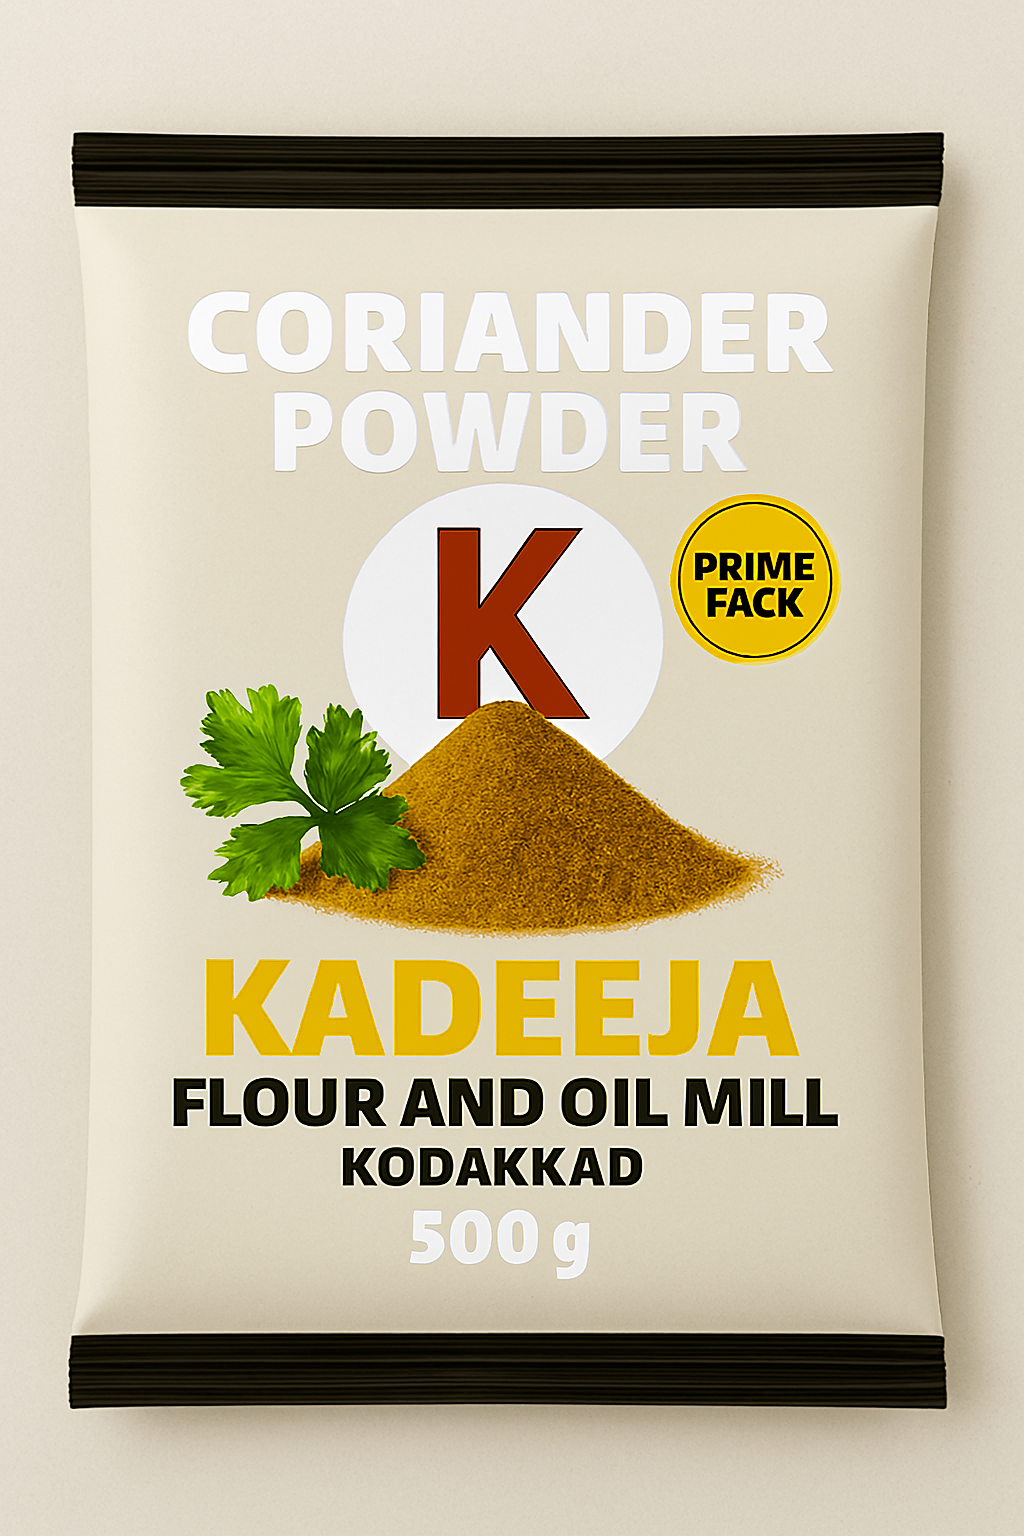 CORIANDER
POWDER
K
PRIME
FACK
KADEEJA
FLOUR AND OIL MILL
KODAKKAD
500 g